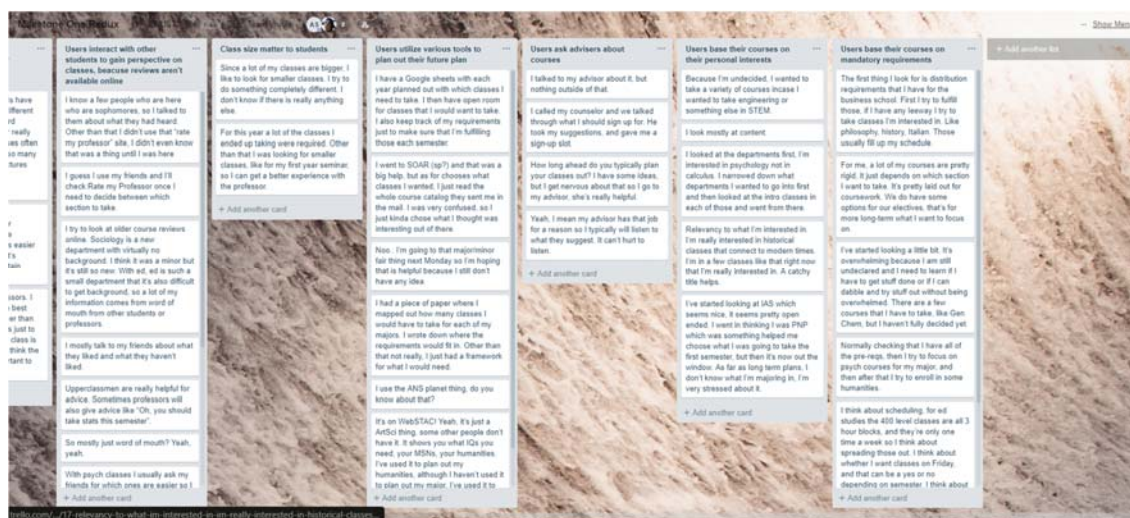 Milestone One Redux
Show Menu
s have
ifferent
rd
r really
es often
so many
ctures
y
s easier
t's
rtain
ssors. I
e best
er than
s just to
class is
think the
rtant to
Users interact with other
students to gain perspective on
classes, beacuse reviews aren't
available online
I know a few people who are here
who are sophomores, so I talked to
them about what they had heard.
Other than that I didn't use that "rate
my professor" site, I didn't even know
that was a thing until I was here
I guess I use my friends and I'll
check Rate my Professor once I
need to decide between which
section to take.
I try to look at older course reviews
online. Sociology is a new
department with virtually no
background. I think it was a minor but
it's still so new. With ed, ed is such a
small department that it's also difficult
to get background, so a lot of my
information comes from word of
mouth from other students or
professors.
I mostly talk to my friends about what
they liked and what they haven't
liked.
Upperclassmen are really helpful for
advice. Sometimes professors will
also give advice like "Oh, you should
take stats this semester".
So mostly just word of mouth? Yeah,
yeah.
With psych classes I usually ask my
friends for which ones are easier so I
+ Add another card
Class size matter to students
Since a lot of my classes are bigger, I
like to look for smaller classes. I try to
do something completely different. I
don't know if there is really anything
else.
For this year a lot of the classes I
ended up taking were required. Other
than that I was looking for smaller
classes, like for my first year seminar,
so I can get a better experience with
the professor.
+ Add another card
Users utilize various tools to
plan out their future plan
I have a Google sheets with each
year planned out with which classes I
need to take. I then have open room
for classes that I would want to take.
I also keep track of my requirements
just to make sure that I'm fulfilling
those each semester.
I went to SOAR (sp?) and that was a
big help, but as for chooses what
classes I wanted, I just read the
whole course catalog they sent me in
the mail. I was very confused, so I
just kinda chose what I thought was
interesting out of there.
Noo.. I'm going to that major/minor
fair thing next Monday so I'm hoping
that is helpful because I still don't
have any idea.
I had a piece of paper where I
mapped out how many classes I
would have to take for each of my
majors. I wrote down where the
requirements would fit in. Other than
that not really, I just had a framework
for what I would need.
I use the ANS planet thing, do you
know about that?
It's on WebSTAC! Yeah, it's just a
ArtSci thing, some other people don't
have it. It shows you what IQs you
need, your MSNs, your humanities.
I've used it to plan out my
humanities, although I haven't used it
to plan out my major. I've used it to
+ Add another card
Users ask advisers about
courses
I talked to my advisor about it, but
nothing outside of that.
I called my counselor and we talked
through what I should sign up for. He
took my suggestions, and gave me a
sign-up slot
How long ahead do you typically plan
your classes out? I have some ideas,
but I get nervous about that so I go to
my advisor, she's really helpful.
Yeah, I mean my advisor has that job
for a reason so I typically will listen to
what they suggest. It can't hurt to
listen.
+ Add another card
Users base their courses on
their personal interests
Because I'm undecided, I wanted to
take a variety of courses incase I
wanted to take engineering or
something else in STEM.
I look mostly at content.
I looked at the departments first, I'm
interested in psychology not in
calculus. I narrowed down what
departments I wanted to go into first
and then looked at the intro classes in
each of those and went from there.
Relevancy to what I'm interested in.
I'm really interested in historical
classes that connect to modern times.
I'm in a few classes like that right now
that I'm really interested in. A catchy
title helps.
I've started looking at IAS which
seems nice, it seems pretty open
ended. I went in thinking I was PNP
which was something helped me
choose what I was going to take the
first semester, but then it's now out the
window. As far as long term plans, I
don't know what I'm majoring in, I'm
very stressed about it.
+ Add another card
Users base their courses on
mandatory requirements
The first thing I look for is distribution
requirements that I have for the
business school. First I try to fulfill
those, if I have any leeway I try to
take classes I'm interested in. Like
philosophy, history, Italian. Those
usually fill up my schedule.
For me, a lot of my courses are pretty
rigid, it just depends on which section
I want to take. It's pretty laid out for
coursework. We do have some
options for our electives, that's for
more long-term what I want to focus
on.
I've started looking a little bit. It's
overwhelming because I am still
undeclared and I need to learn if I
have to get stuff done or if I can
dabble and try stuff out without being
overwhelmed. There are a few
courses that I have to take, like Gen
Chem, but I haven't fully decided yet.
Normally checking that I have all of
the pre-reqs, then I try to focus on
psych courses for my major, and
then after that I try to enroll in some
humanities.
I think about scheduling, for ed
studies the 400 level classes are all 3
hour blocks, and they're only one
time a week so I think about
spreading those out. I think about
whether I want classes on Friday,
and that can be a yes or no
depending on semester. I think about
+ Add another card
+ Add another list
trello.com/.../17-relevancy-to-what-im-interested-in-im-really-interested-in-historical-classes...